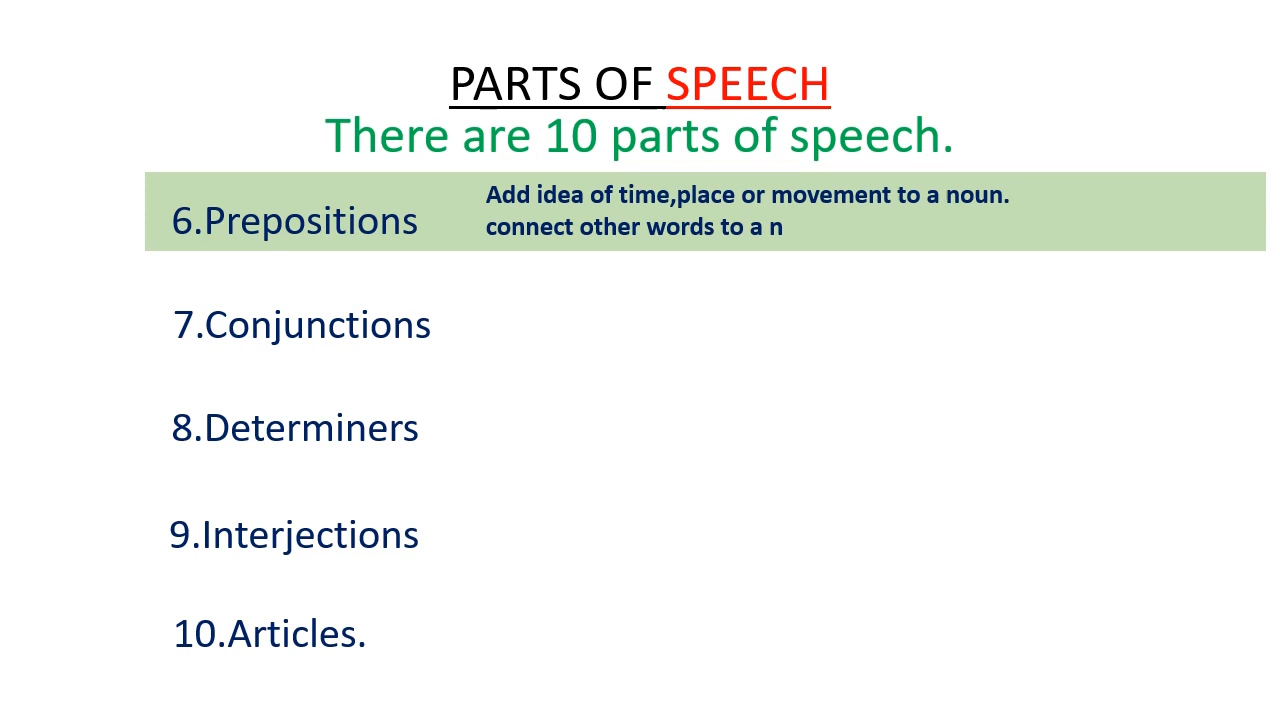 PARTS OF SPEECH
There are 10 parts of speech.
6.Prepositions
Add idea of time,place or movement to a noun.
connect other words to a n
7.Conjunctions
8.Determiners
9.Interjections
10.Articles.